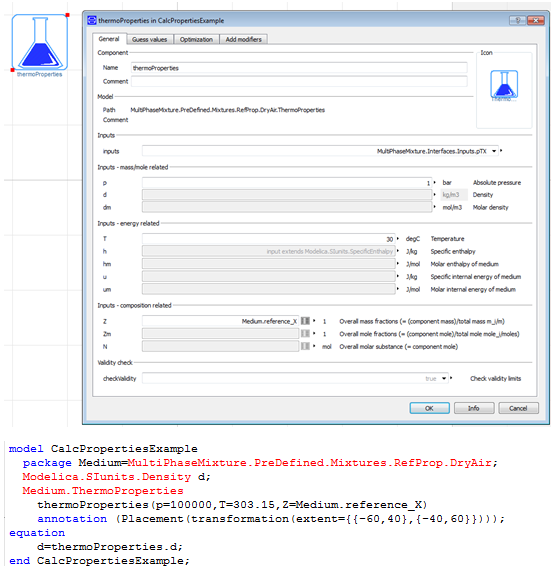 thermoProperties
thermoProperties in CalcPropertiesExample
General Guess values Optimization Add modifiers
Component
Icon
Name thermoProperties
Comment
Thermo...
Model
Path MultiPhaseMixture.PreDefined.Mixtures.RefProp.DryAir.ThermoProperties
Comment
Inputs
inputs MultiPhaseMixture.Interfaces.Inputs.pTX
Inputs - mass/mole related
p 1 bar Absolute pressure
d kg/m3 Density
dm mol/m3 Molar density
Inputs - energy related
T 30 degC Temperature
h input extends Modelica.SIunits.SpecificEnthalpy J/kg Specific enthalpy
hm J/mol Molar enthalpy of medium
u J/kg Specific internal energy of medium
um J/mol Molar internal energy of medium
Inputs - composition related
Z Medium.reference_X 1 Overall mass fractions (= (component mass)/total mass m_i/m)
Zm 1 Overall mole fractions (= (component mole)/total mole mole_i/moles)
N mol Overall molar substance (= component mole)
Validity check
checkValidity true Check validity limits
OK Info Cancel
model CalcPropertiesExample
package Medium=MultiPhaseMixture.PreDefined.Mixtures.RefProp.DryAir;
Modelica.SIunits.Density d;
Medium.ThermoProperties
thermoProperties(p=100000,T=303.15,Z=Medium.reference_X)
annotation (Placement(transformation(extent={{-60,40},{-40,60}})));
equation
d=thermoProperties.d;
end CalcPropertiesExample;